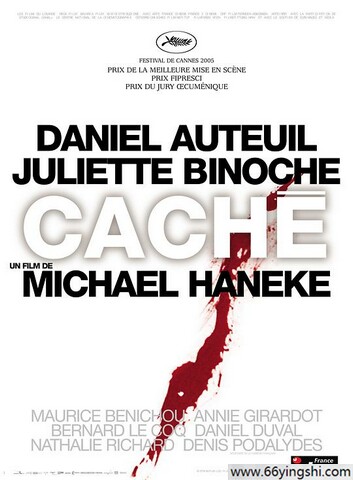 FESTIVAL DE CANNES 2005
PRIX DE LA MEILLEURE MISE EN SCÈNE
PRIX FIPRESCI
PRIX DU JURY ŒCUMÉNIQUE
DANIEL AUTEUIL
JULIETTE BINOCHE
CACHÉ
UN FILM DE
MICHAEL HANEKE
MAURICE BENICHOU ANNIE GIRARDOT
BERNARD LE COQ DANIEL DUVAL
NATHALIE RICHARD DENIS PODALYDES
France
www.66yingshi.com